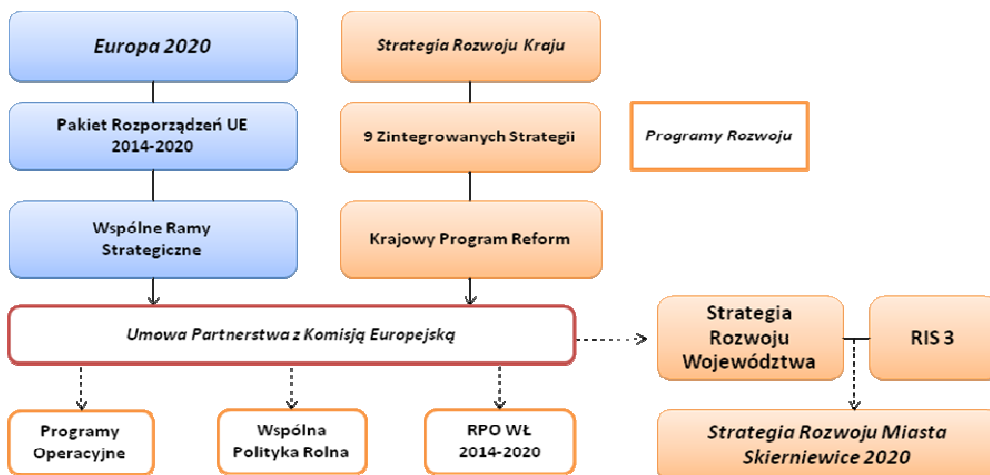 Europa 2020
Strategia Rozwoju Kraju
Pakiet Rozporządzeń UE
2014-2020
9 Zintegrowanych Strategii
Programy Rozwoju
Wspólne Ramy
Strategiczne
Krajowy Program Reform
Umowa Partnerstwa z Komisją Europejską
Strategia
Rozwoju
Województwa
RIS 3
Programy
Operacyjne
Wspólna
Polityka Rolna
RPO WŁ
2014-2020
Strategia Rozwoju Miasta
Skierniewice 2020